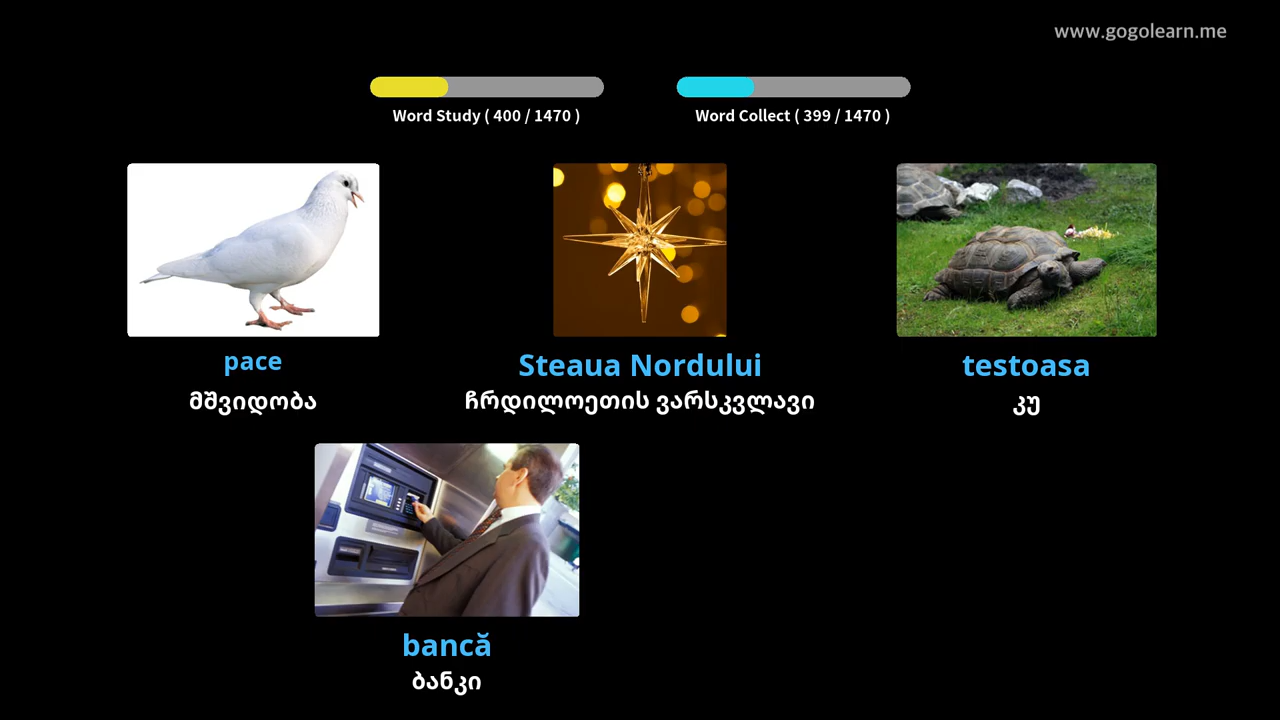 www.gogolearn.me
Word Study ( 400 / 1470 )
Word Collect ( 399 / 1470 )
pace
მშვიდობა
Steaua Nordului
ჩრდილოეთის ვარსკვლავი
testoasa
კუ
bancă
ბანკი